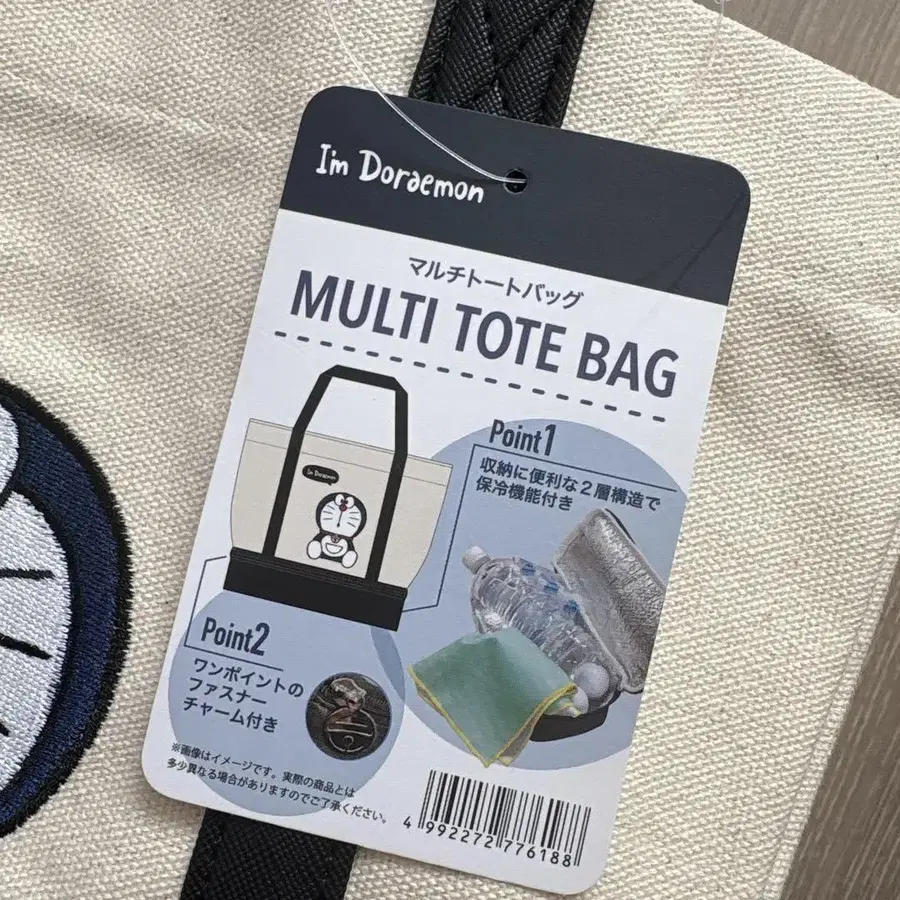 I'm Doraemon
マルチトートバッグ
MULTI TOTE BAG
Point1
収納に便利な2層構造で
保冷機能付き
I'm Doraemon
Point2
ワンポイントの
ファスナー
チャーム付き
※画像はイメージです。実際の商品とは
多少異なる場合がありますのでご了承ください。
4 992272 776188